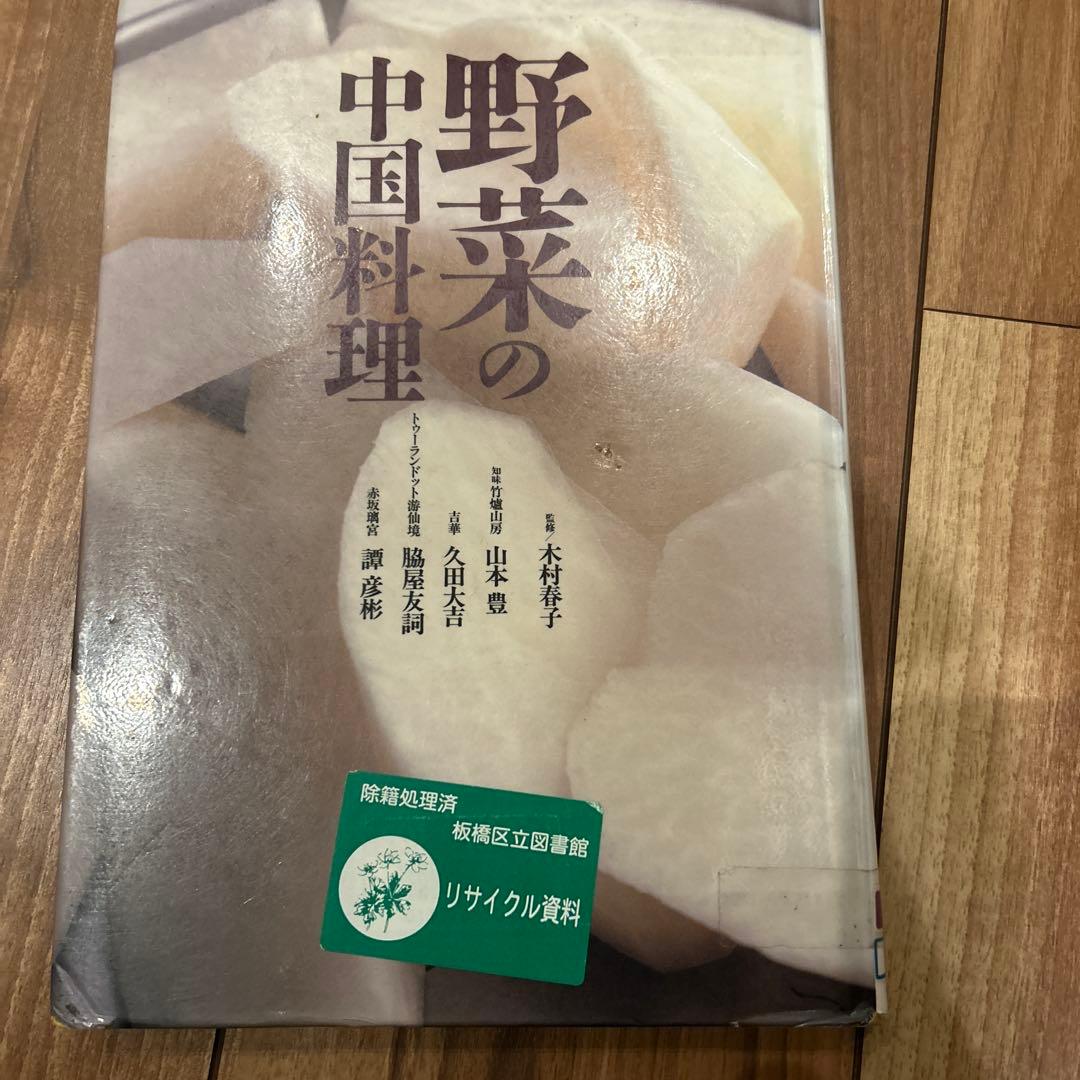 野菜の
中国料理
監修/木村春子
知味 竹爐山房 山本 豊
吉華 久田大吉
トゥーランドット游仙境 脇屋友詞
赤坂璃宮 譚 彦彬
除籍処理済
板橋区立図書館
リサイクル資料